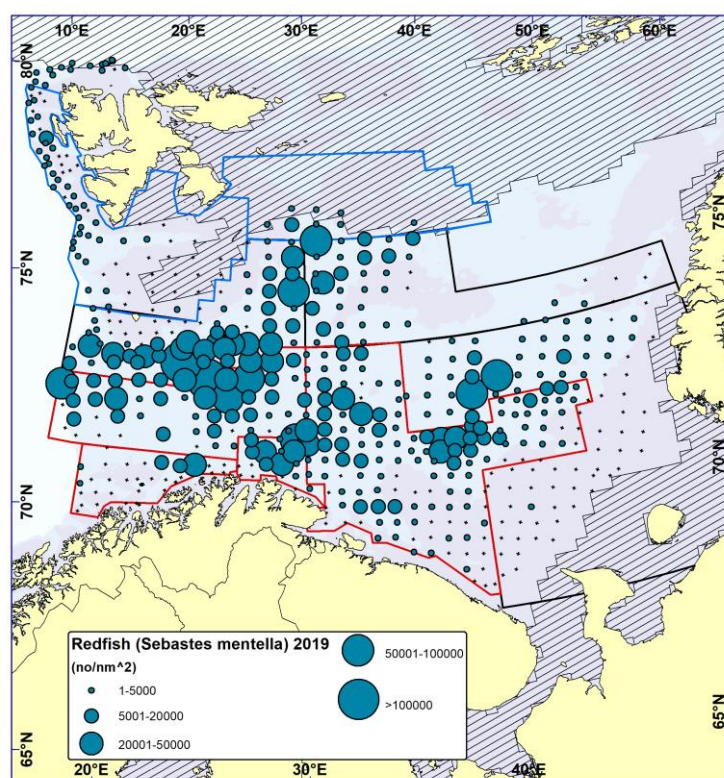 10°E 20°E 30°E 40°E 50°E 60°E
80°N
75°N
75°N
70°N
70°N
65°N
65°N
Redfish (Sebastes mentella) 2019
(no/nm^2)
1-5000
5001-20000
20001-50000
50001-100000
>100000
20°E 30°E 40°E